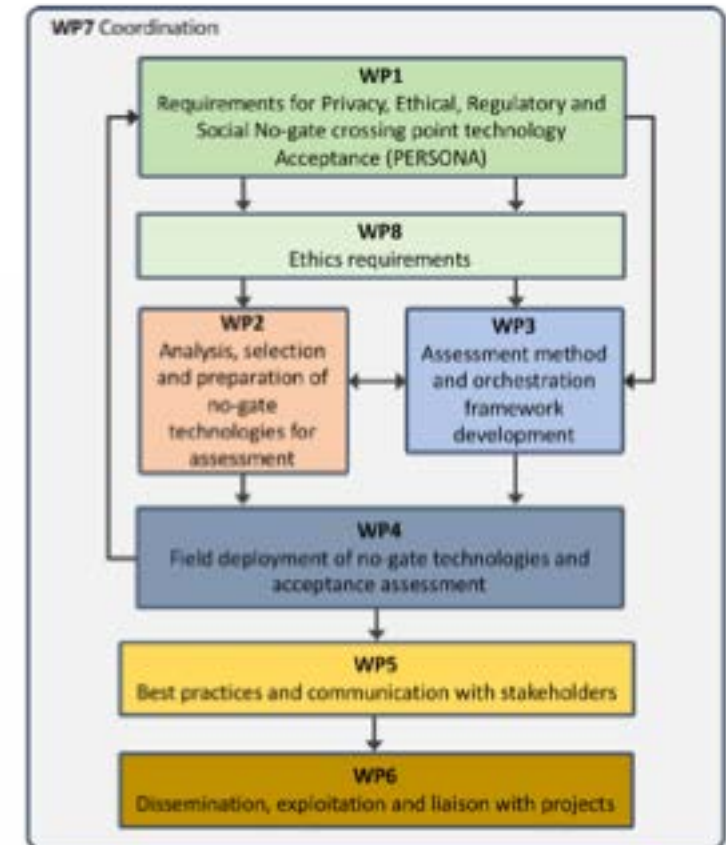 WP7 Coordination
WP1
Requirements for Privacy, Ethical, Regulatory and
Social No-gate crossing point technology
Acceptance (PERSONA)
WP8
Ethics requirements
WP2
Analysis, selection
and preparation of
no-gate
technologies for
assessment
WP3
Assessment method
and orchestration
framework
development
WP4
Field deployment of no-gate technologies and
acceptance assessment
WP5
Best practices and communication with stakeholders
WP6
Dissemination, exploitation and liaison with projects